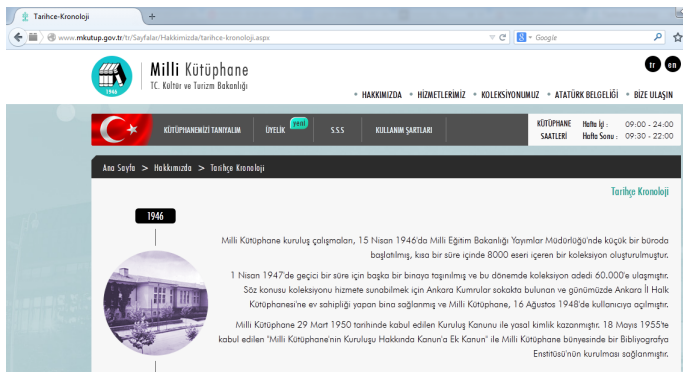 Tarihce-Kronoloji
www.mkutup.gov.tr/tr/Sayfalar/Hakkimizda/tarihce-kronoloji.aspx
Google
tr en
1946
Milli Kütüphane
T.C. Kültür ve Turizm Bakanlığı
HAKKIMIZDA HİZMETLERİMİZ KOLEKSİYONUMUZ ATATÜRK BELGELİĞİ BİZE ULAŞIN
KÜTÜPHANEMİZİ TANIYALIM ÜYELİK yeni S.S.S KULLANIM ŞARTLARI
KÜTÜPHANE SAATLERİ
Hafta İçi : 09:00 - 24:00
Hafta Sonu : 09:30 - 22:00
Ana Sayfa > Hakkımızda > Tarihçe Kronoloji
Tarihçe Kronoloji
1946
Milli Kütüphane kuruluş çalışmaları, 15 Nisan 1946'da Milli Eğitim Bakanlığı Yayımlar Müdürlüğü'nde küçük bir büroda
başlatılmış, kısa bir süre içinde 8000 eseri içeren bir koleksiyon oluşturulmuştur.
1 Nisan 1947'de geçici bir süre için başka bir binaya taşınılmış ve bu dönemde koleksiyon adedi 60.000'e ulaşmıştır.
Söz konusu koleksiyonu hizmete sunabilmek için Ankara Kumrular sokakta bulunan ve günümüzde Ankara İl Halk
Kütüphanesi'ne ev sahipliği yapan bina sağlanmış ve Milli Kütüphane, 16 Ağustos 1948'de kullanıcıya açılmıştır.
Milli Kütüphane 29 Mart 1950 tarihinde kabul edilen Kuruluş Kanunu ile yasal kimlik kazanmıştır. 18 Mayıs 1955'te
kabul edilen "Milli Kütüphane'nin Kuruluşu Hakkında Kanun'a Ek Kanun" ile Milli Kütüphane bünyesinde bir Bibliyografya
Enstitüsü'nün kurulması sağlanmıştır.